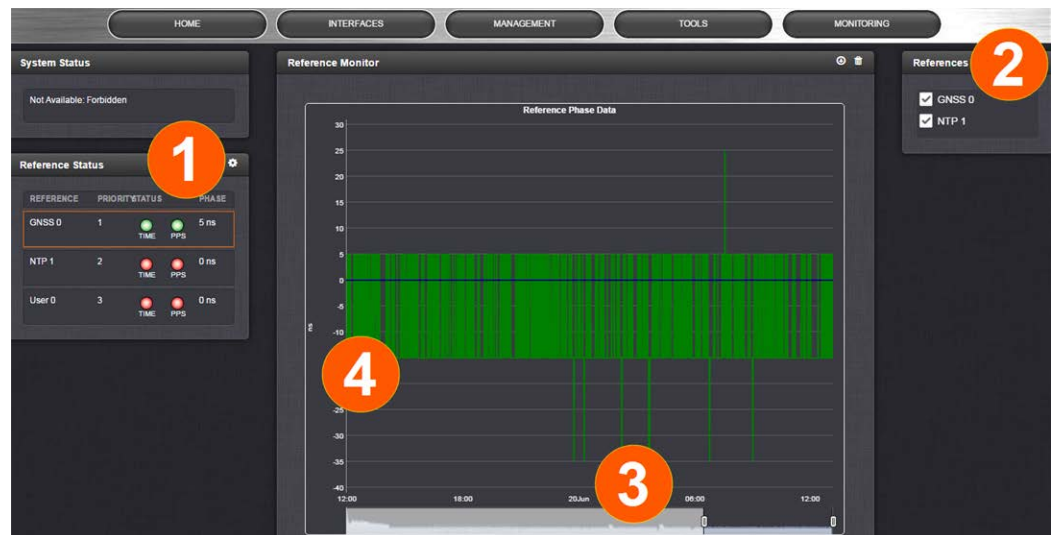 HOME INTERFACES MANAGEMENT TOOLS MONITORING
System Status
Not Available: Forbidden
1
Reference Status
REFERENCE PRIORITY STATUS PHASE
GNSS 0 1 TIME PPS 5 ns
NTP 1 2 TIME PPS 0 ns
User 0 3 TIME PPS 0 ns
Reference Monitor
Reference Phase Data
30
25
20
15
10
5
0
-5
ns
-10
4
-25
-30
-35
-40
12:00 18:00 20Jun 06:00 12:00
3
References
2
GNSS 0
NTP 1